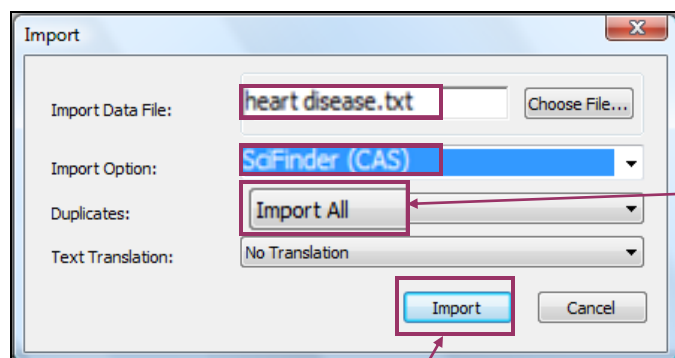 Import
Import Data File: heart disease.txt Choose File...
Import Option: SciFinder (CAS)
Duplicates: Import All
Text Translation: No Translation
Import Cancel